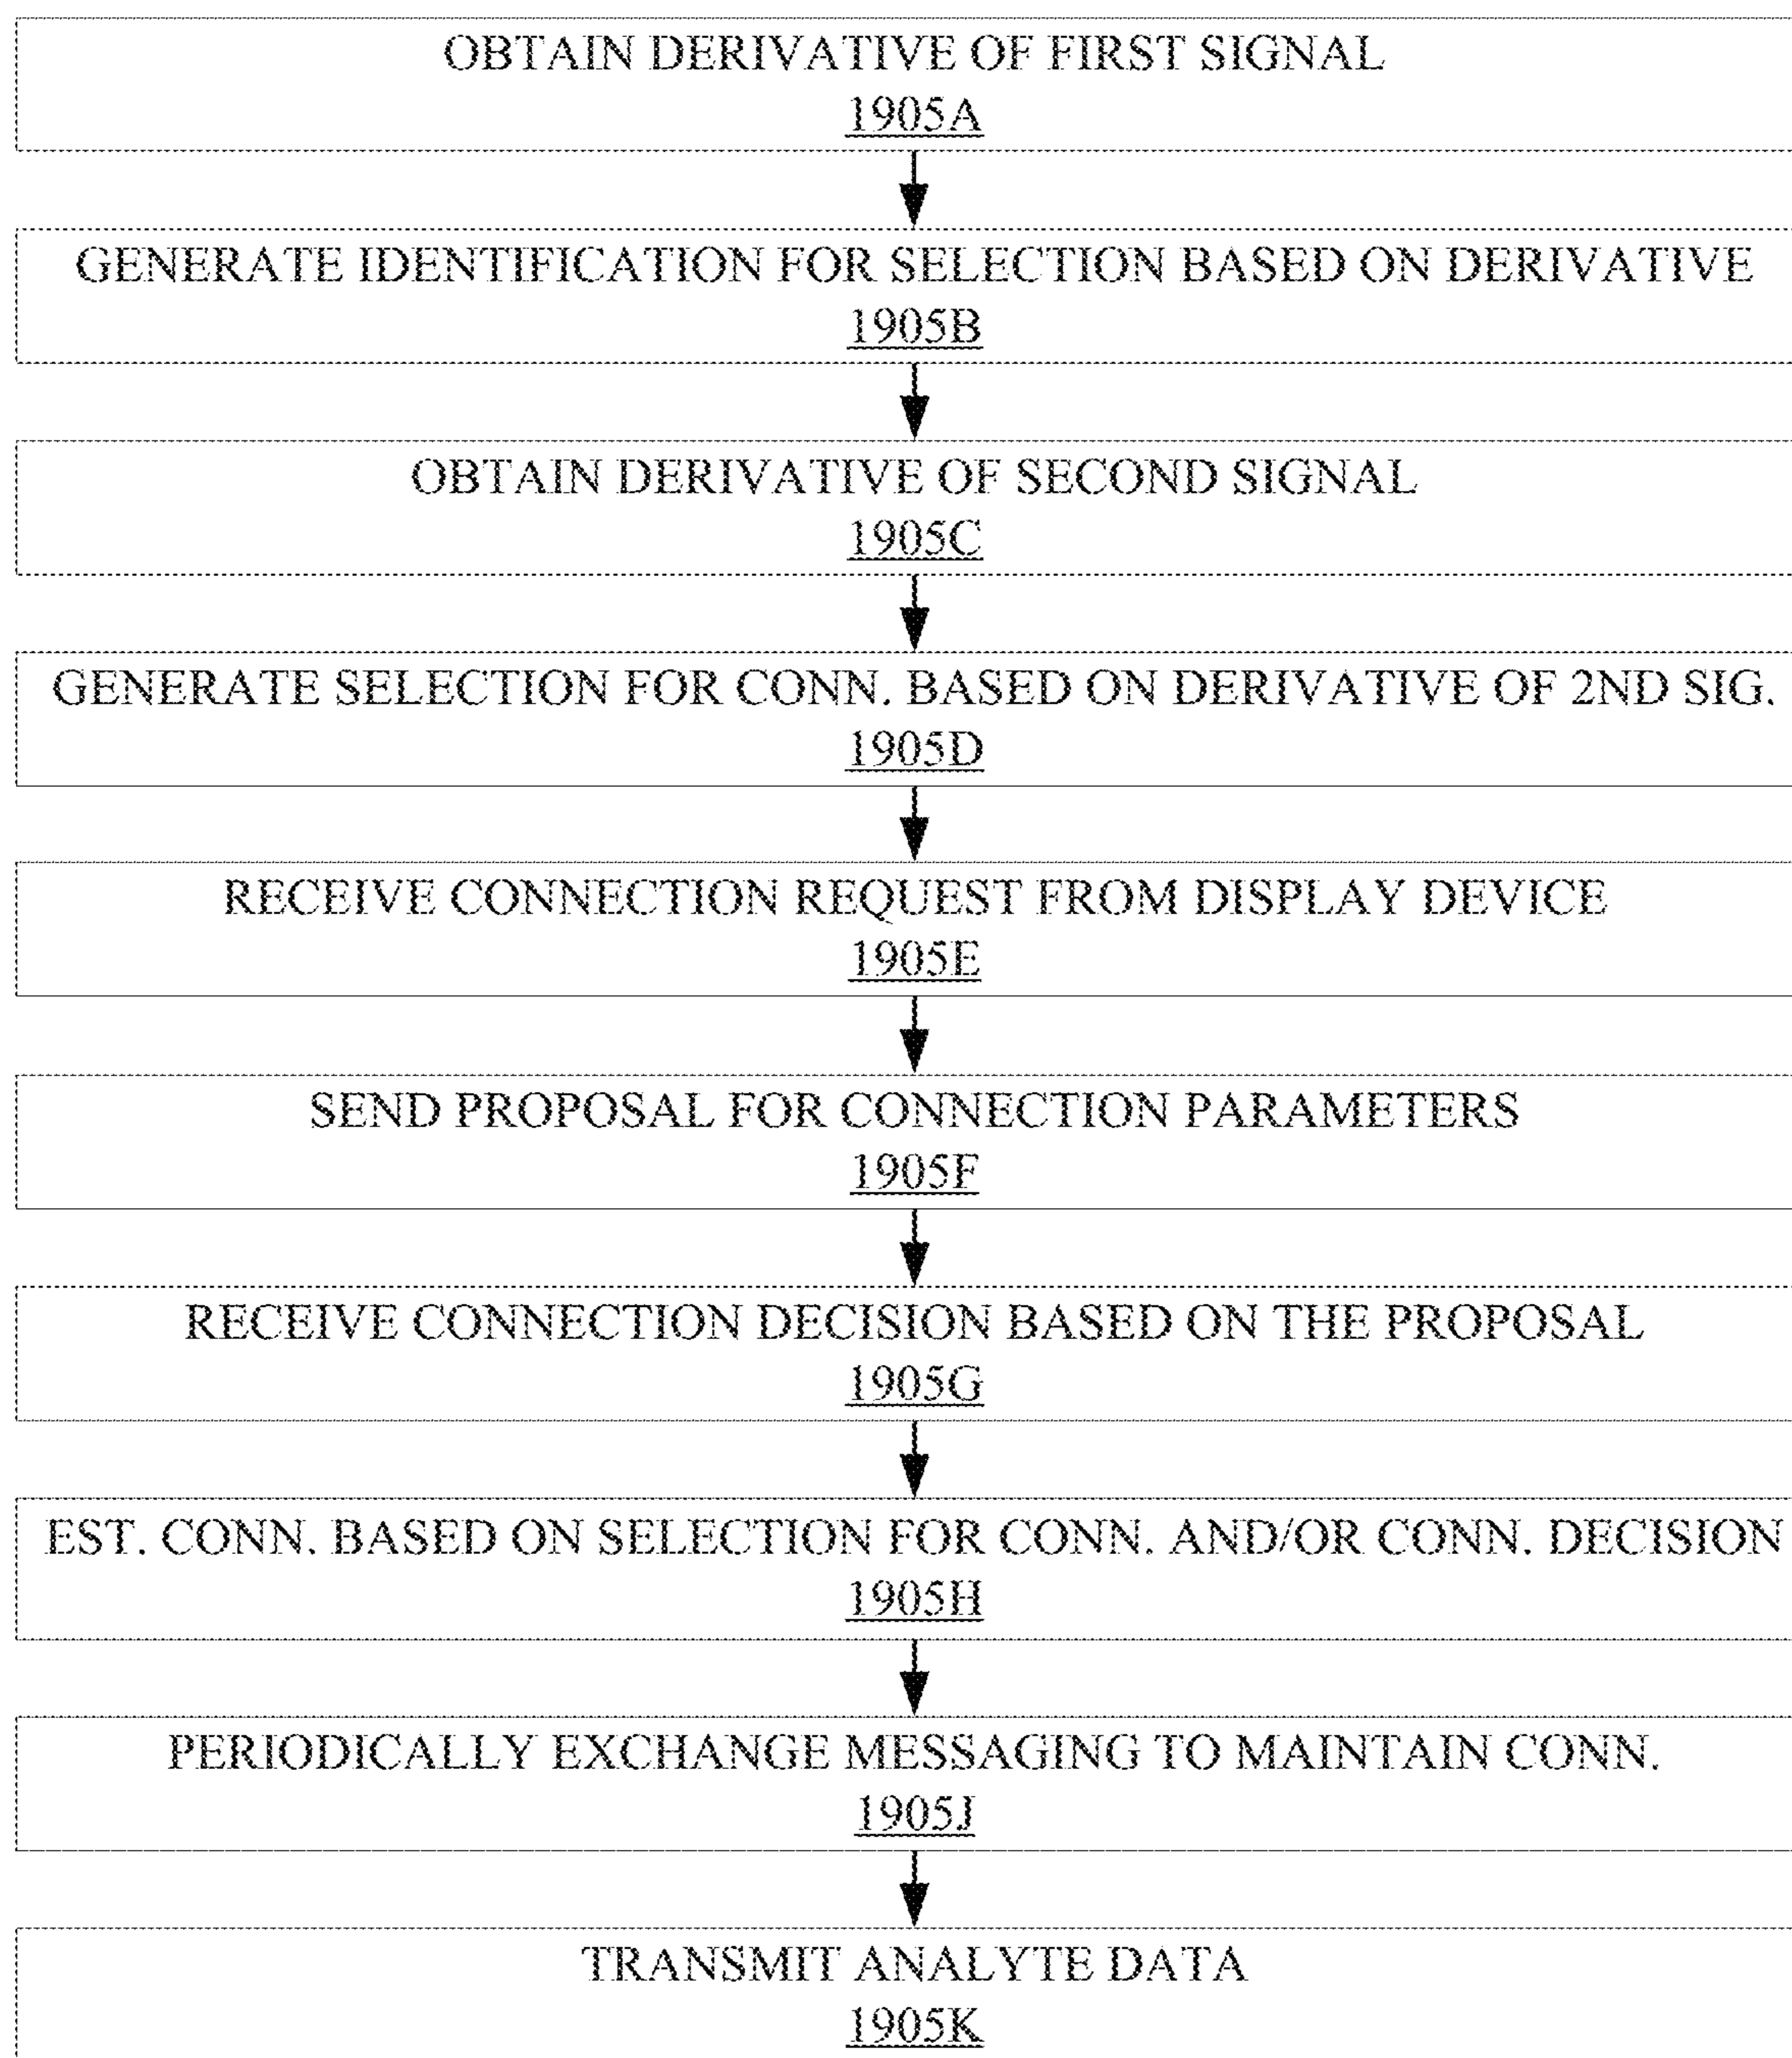 OBTAIN DERIVATIVE OF FIRST SIGNAL
1905A
GENERATE IDENTIFICATION FOR SELECTION BASED ON DERIVATIVE
1905B
OBTAIN DERIVATIVE OF SECOND SIGNAL
1905C
GENERATE SELECTION FOR CONN. BASED ON DERIVATIVE OF 2ND SIG.
1905D
RECEIVE CONNECTION REQUEST FROM DISPLAY DEVICE
1905E
SEND PROPOSAL FOR CONNECTION PARAMETERS
1905F
RECEIVE CONNECTION DECISION BASED ON THE PROPOSAL
1905G
EST. CONN. BASED ON SELECTION FOR CONN. AND/OR CONN. DECISION
1905H
PERIODICALLY EXCHANGE MESSAGING TO MAINTAIN CONN.
1905J
TRANSMIT ANALYTE DATA
1905K